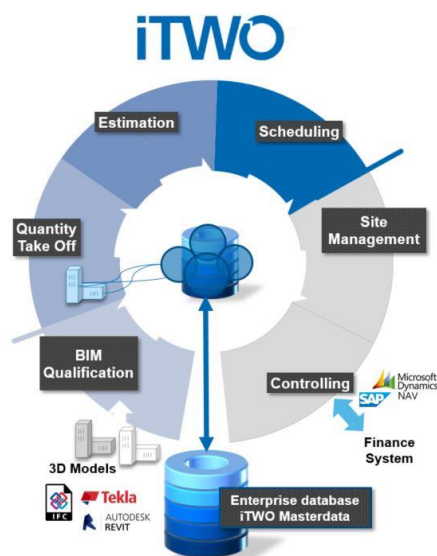 iTWO
Estimation
Scheduling
Quantity
Take Off
Site
Management
BIM
Qualification
Controlling
Microsoft
Dynamics
NAV
SAP
Finance
System
3D Models
IFC
Tekla
AUTODESK
REVIT
Enterprise database
iTWO Masterdata